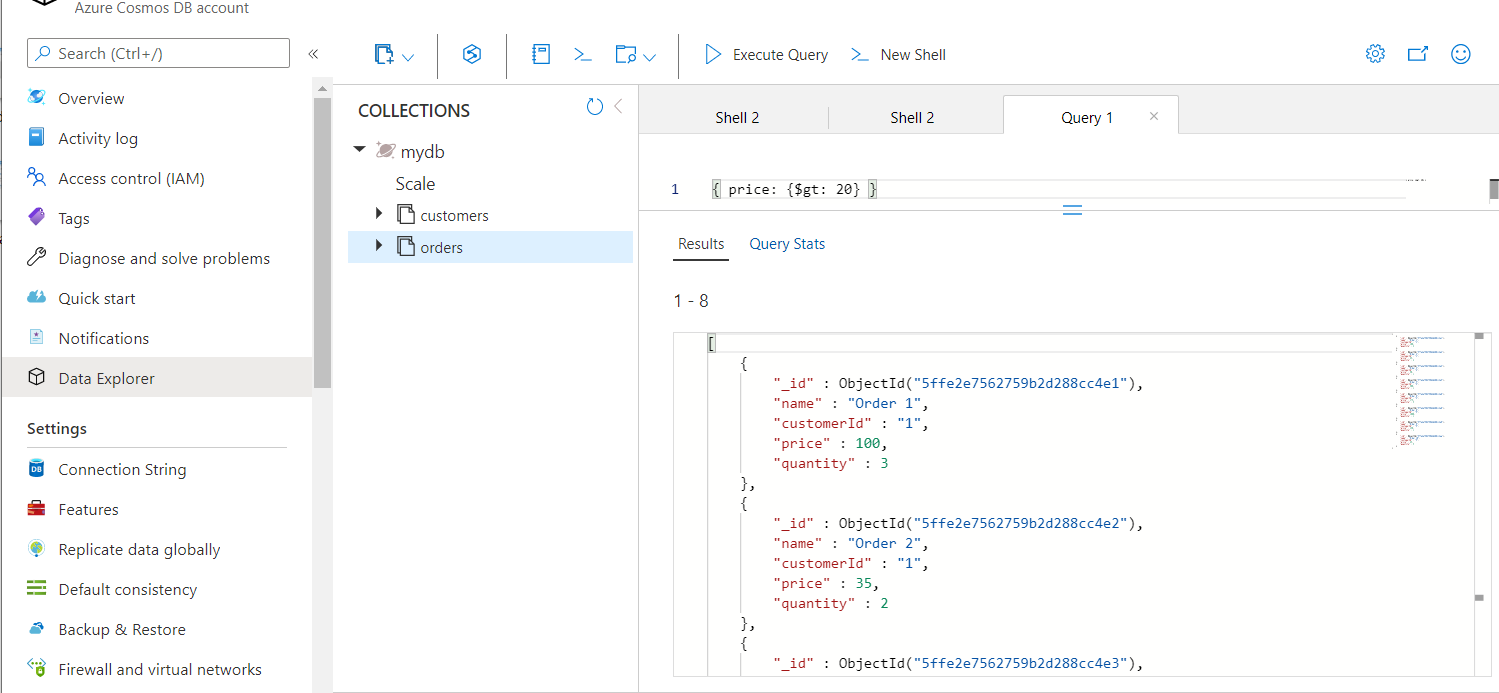 Azure Cosmos DB account
Search (Ctrl+/)
«
Overview
Activity log
Access control (IAM)
Tags
Diagnose and solve problems
Quick start
Notifications
Data Explorer
Settings
Connection String
Features
Replicate data globally
Default consistency
Backup & Restore
Firewall and virtual networks
Execute Query
New Shell
COLLECTIONS
mydb
Scale
customers
orders
Shell 2
Shell 2
Query 1
1 { price: {$gt: 20} }
Results Query Stats
1 - 8
[
{
"_id" : ObjectId("5ffe2e7562759b2d288cc4e1"),
"name" : "Order 1",
"customerId" : "1",
"price" : 100,
"quantity" : 3
},
{
"_id" : ObjectId("5ffe2e7562759b2d288cc4e2"),
"name" : "Order 2",
"customerId" : "1",
"price" : 35,
"quantity" : 2
},
{
"_id" : ObjectId("5ffe2e7562759b2d288cc4e3"),